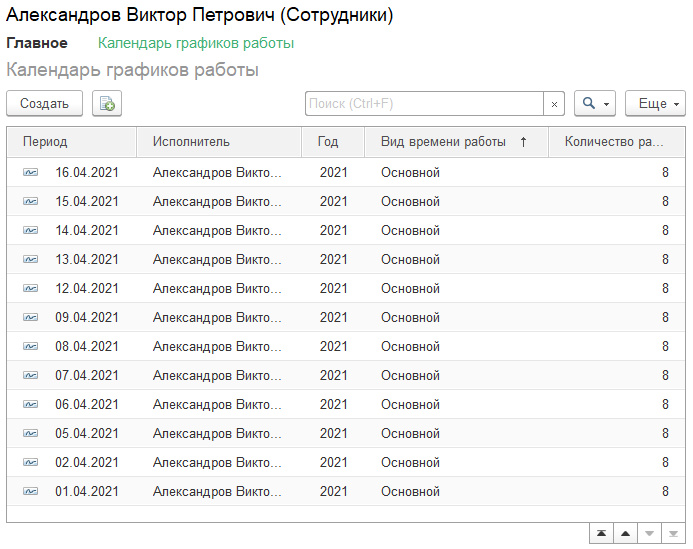 Александров Виктор Петрович (Сотрудники)
Главное Календарь графиков работы
Календарь графиков работы
Создать Поиск (Ctrl+F) × Еще
Период Исполнитель Год Вид времени работы ↑ Количество ра...
16.04.2021 Александров Викто... 2021 Основной 8
15.04.2021 Александров Викто... 2021 Основной 8
14.04.2021 Александров Викто... 2021 Основной 8
13.04.2021 Александров Викто... 2021 Основной 8
12.04.2021 Александров Викто... 2021 Основной 8
09.04.2021 Александров Викто... 2021 Основной 8
08.04.2021 Александров Викто... 2021 Основной 8
07.04.2021 Александров Викто... 2021 Основной 8
06.04.2021 Александров Викто... 2021 Основной 8
05.04.2021 Александров Викто... 2021 Основной 8
02.04.2021 Александров Викто... 2021 Основной 8
01.04.2021 Александров Викто... 2021 Основной 8